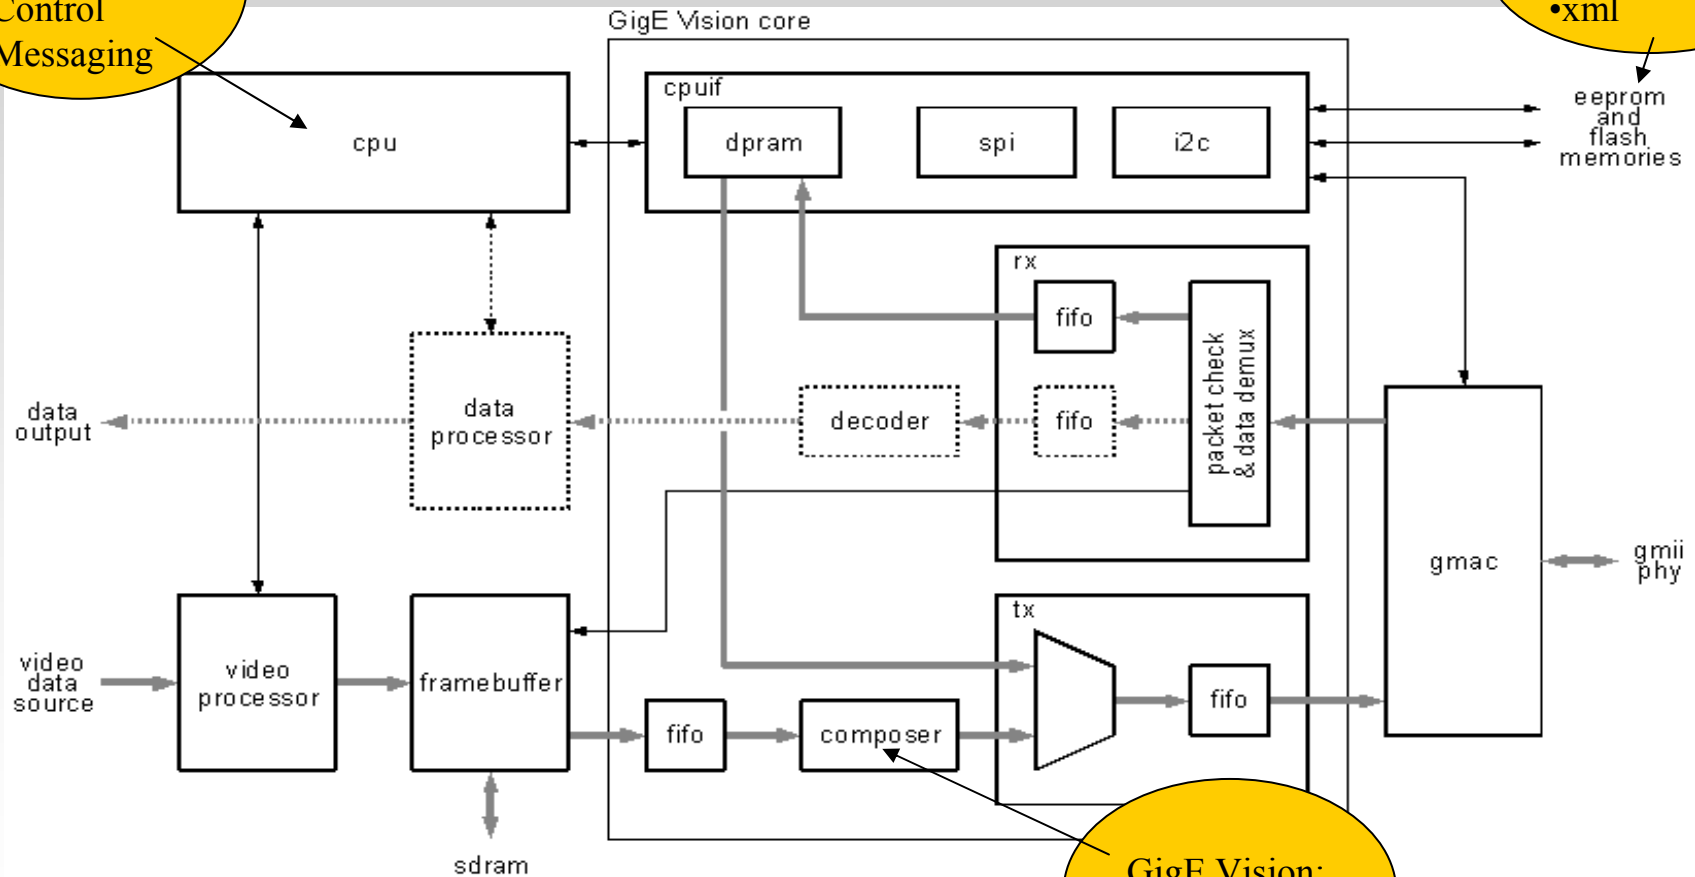 Control
Messaging
GigE Vision core
•xml
cpuif
cpu
dpram
spi
i2c
eeprom
and
flash
memories
rx
fifo
packet check
& data demux
data
output
data
processor
decoder
fifo
gmac
gmii
phy
tx
video
data
source
video
processor
framebuffer
fifo
composer
fifo
sdram
GigE Vision: